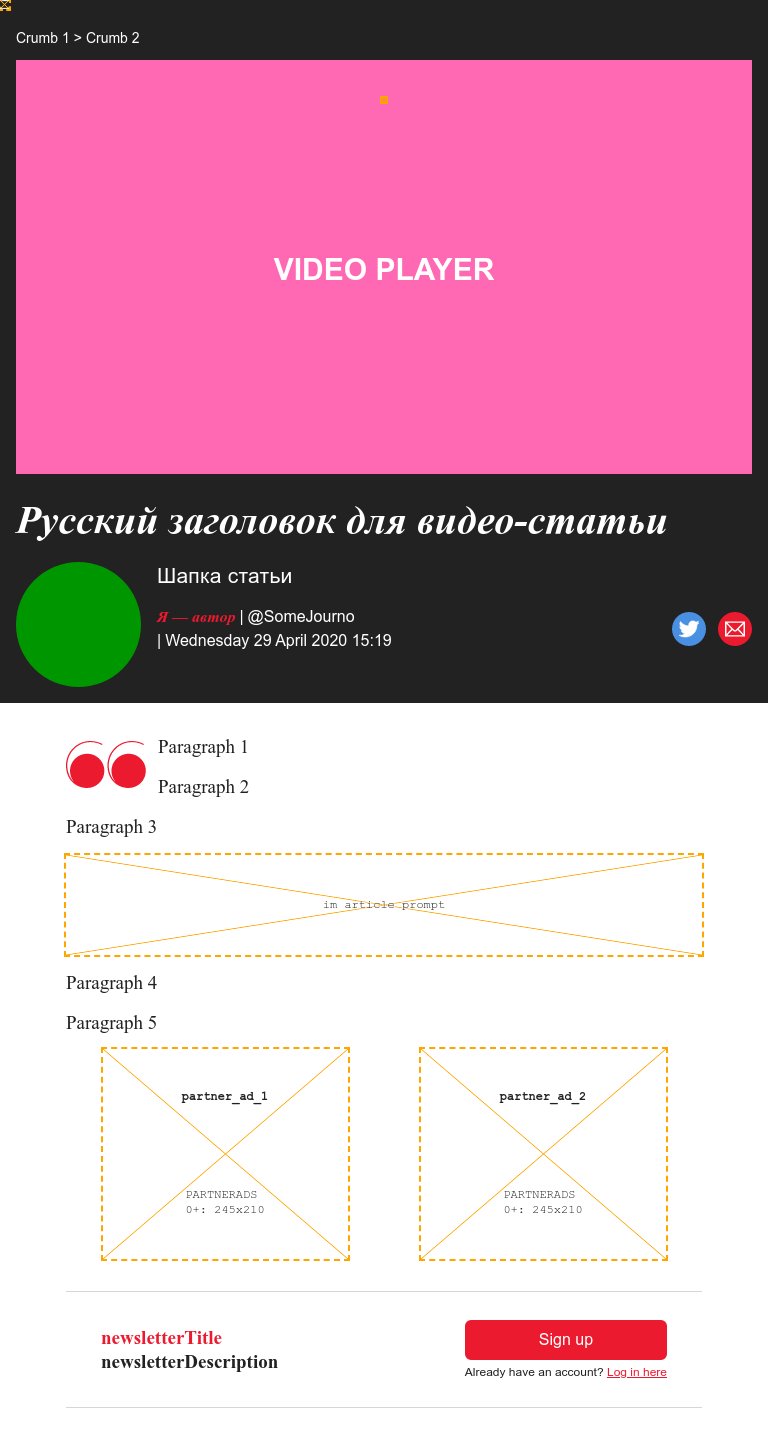 Crumb 1 > Crumb 2
VIDEO PLAYER
Русский заголовок для видео-статьи
Шапка статьи
Я — автор | @SomeJourno
| Wednesday 29 April 2020 15:19
Paragraph 1
Paragraph 2
Paragraph 3
im article prompt
Paragraph 4
Paragraph 5
partner_ad_1
PARTNERADS
0+: 245x210
partner_ad_2
PARTNERADS
0+: 245x210
newsletterTitle
newsletterDescription
Sign up
Already have an account? Log in here